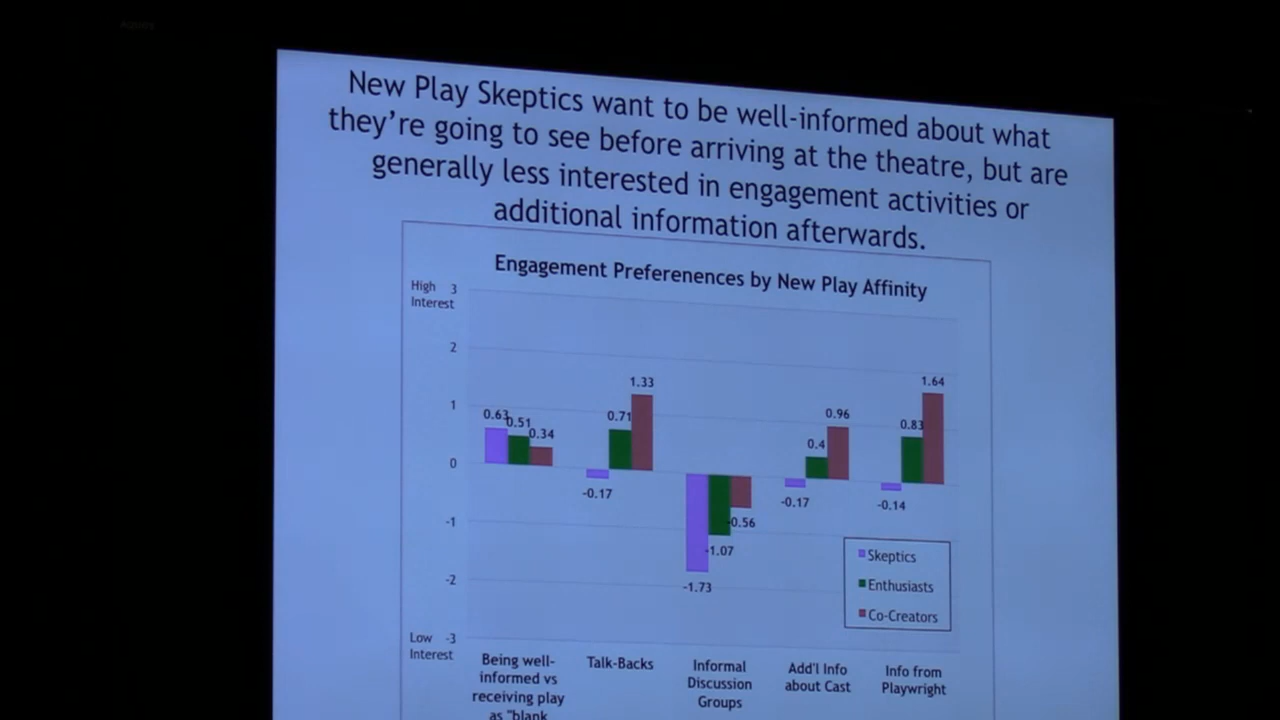 New Play Skeptics want to be well-informed about what
they're going to see before arriving at the theatre, but are
generally less interested in engagement activities or
additional information afterwards.
Engagement Preferenences by New Play Affinity
High 3
Interest
2
1
0
-1
-2
Low -3
Interest
0.63 0.51 0.34
-0.17 0.71 1.33
-1.73 -1.07 -0.56
-0.17 0.4 0.96
-0.14 0.83 1.64
Skeptics
Enthusiasts
Co-Creators
Being well-
informed vs
receiving play
as "blank
Talk-Backs
Informal
Discussion
Groups
Add'l Info
about Cast
Info from
Playwright